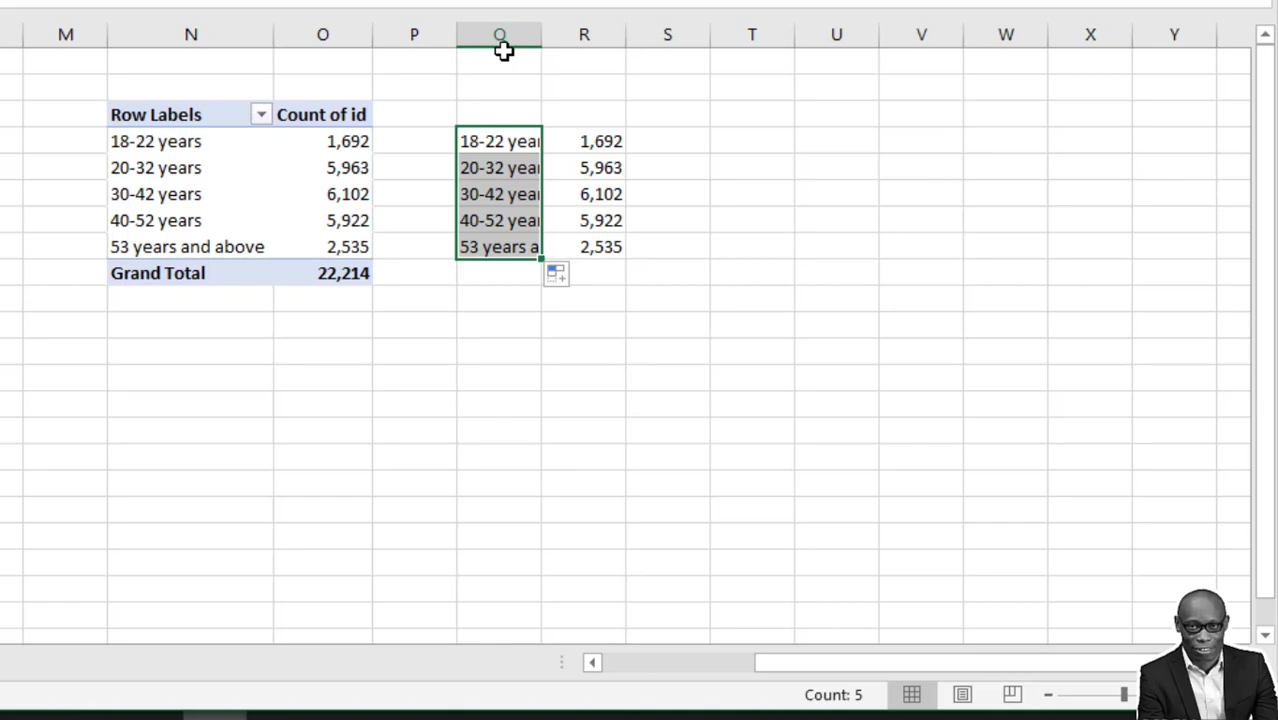 M N O P Q R S T U V W X Y
Row Labels Count of id
18-22 years 1,692 18-22 year 1,692
20-32 years 5,963 20-32 year 5,963
30-42 years 6,102 30-42 year 6,102
40-52 years 5,922 40-52 year 5,922
53 years and above 2,535 53 years a 2,535
Grand Total 22,214
Count: 5